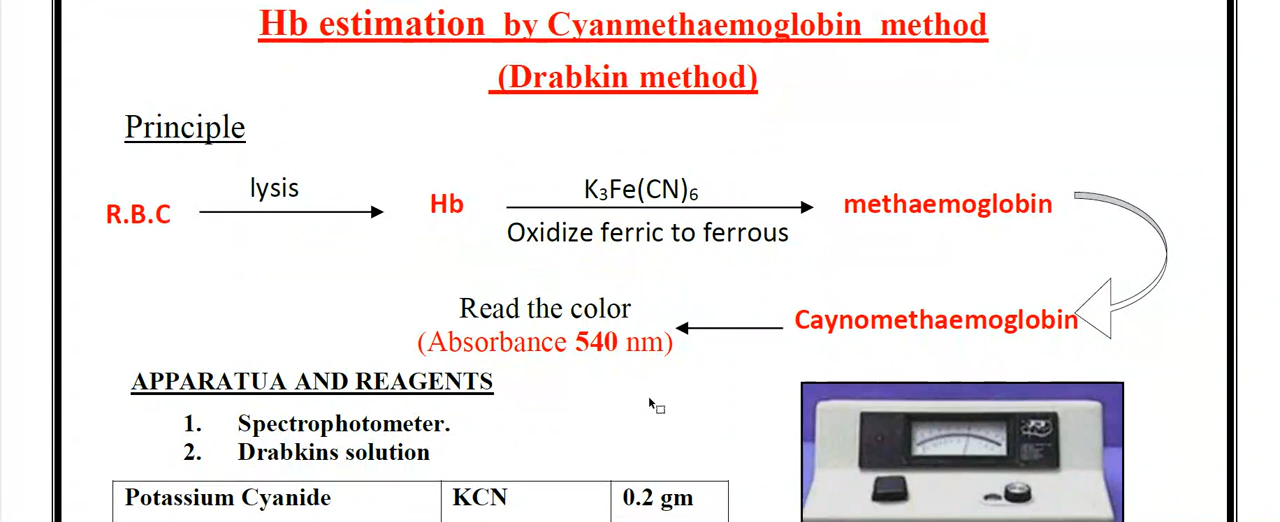 Hb estimation by Cyanmethaemoglobin method
(Drabkin method)
Principle
R.B.C
lysis
Hb
K₃Fe(CN)₆
Oxidize ferric to ferrous
methaemoglobin
Caynomethaemoglobin
Read the color
(Absorbance 540 nm)
APPARATUA AND REAGENTS
1. Spectrophotometer.
2. Drabkins solution
Potassium Cyanide KCN 0.2 gm